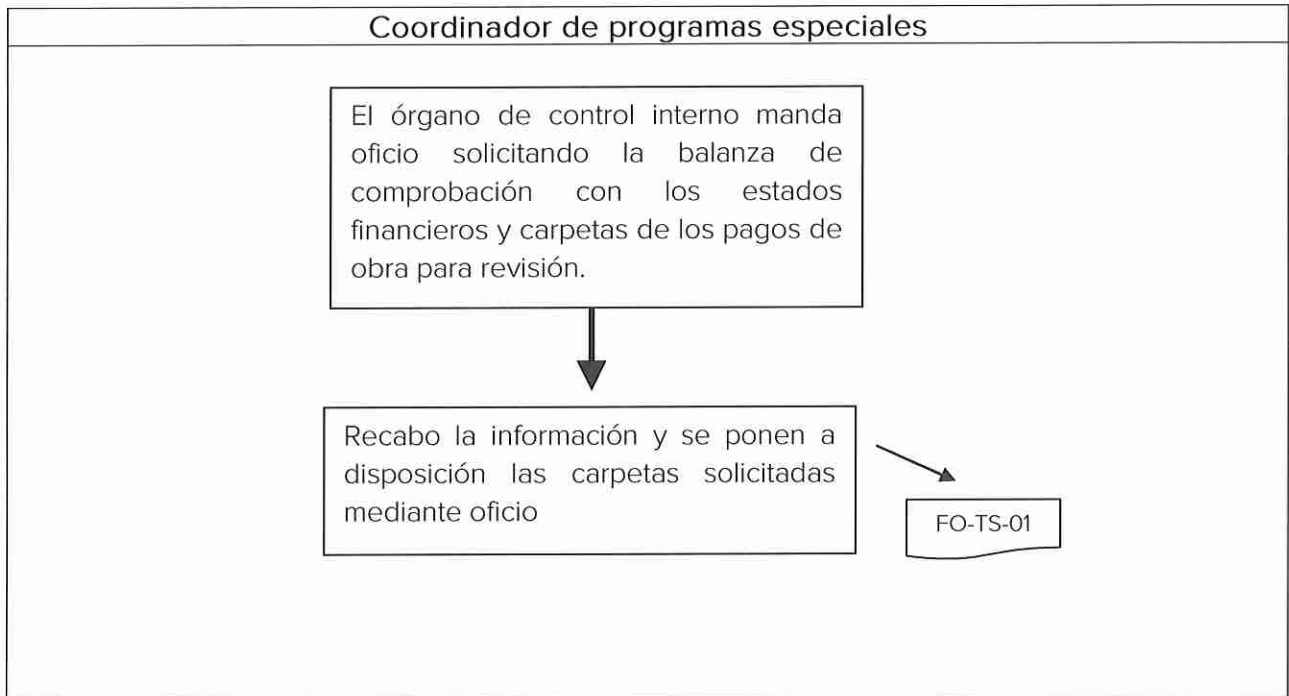 Coordinador de programas especiales
El órgano de control interno manda
oficio solicitando la balanza de
comprobación con los estados
financieros y carpetas de los pagos de
obra para revisión.
Recabo la información y se ponen a
disposición las carpetas solicitadas
mediante oficio
FO-TS-01